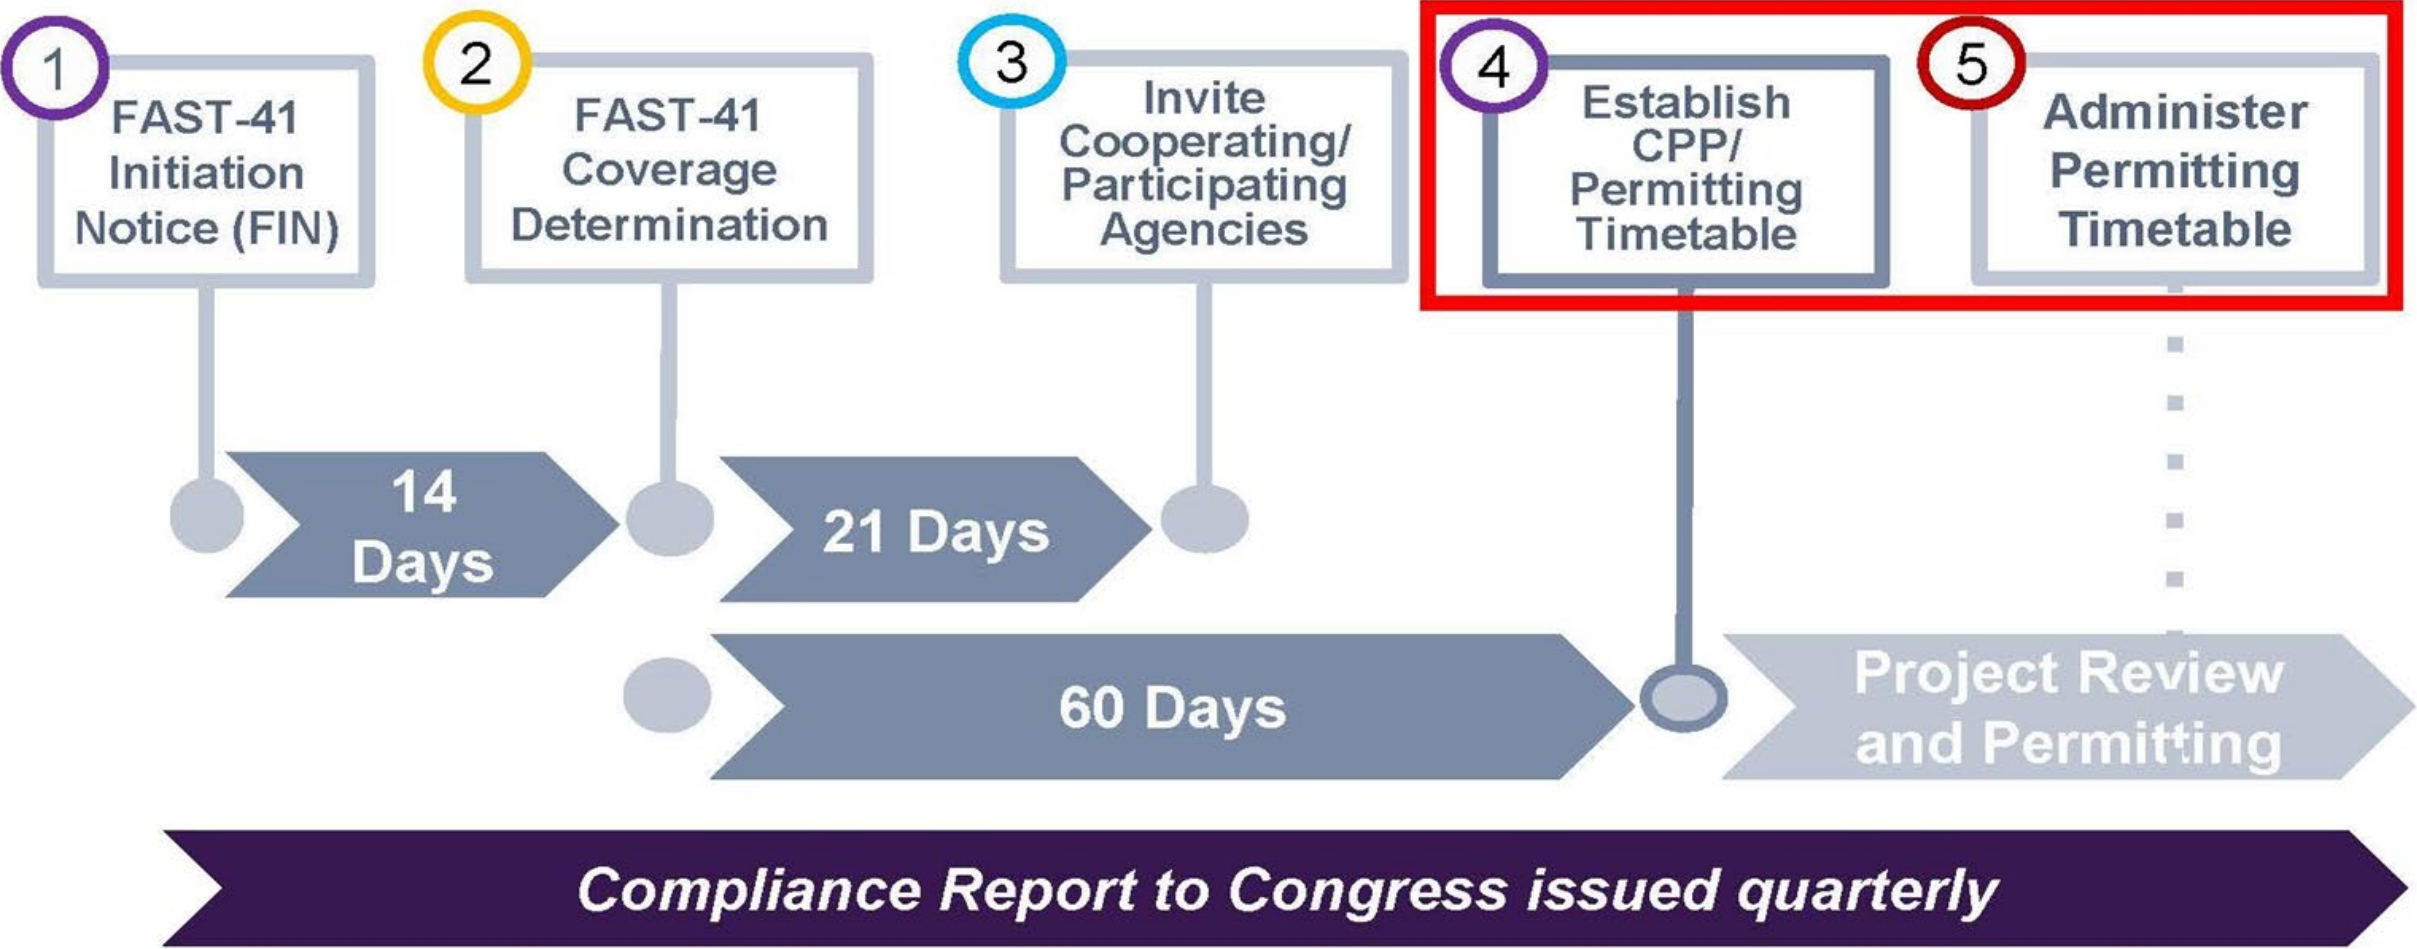 1
FAST-41
Initiation
Notice (FIN)
2
FAST-41
Coverage
Determination
3
Invite
Cooperating/
Participating
Agencies
4
Establish
CPP/
Permitting
Timetable
5
Administer
Permitting
Timetable
14
Days
21 Days
60 Days
Project Review
and Permitting
Compliance Report to Congress issued quarterly